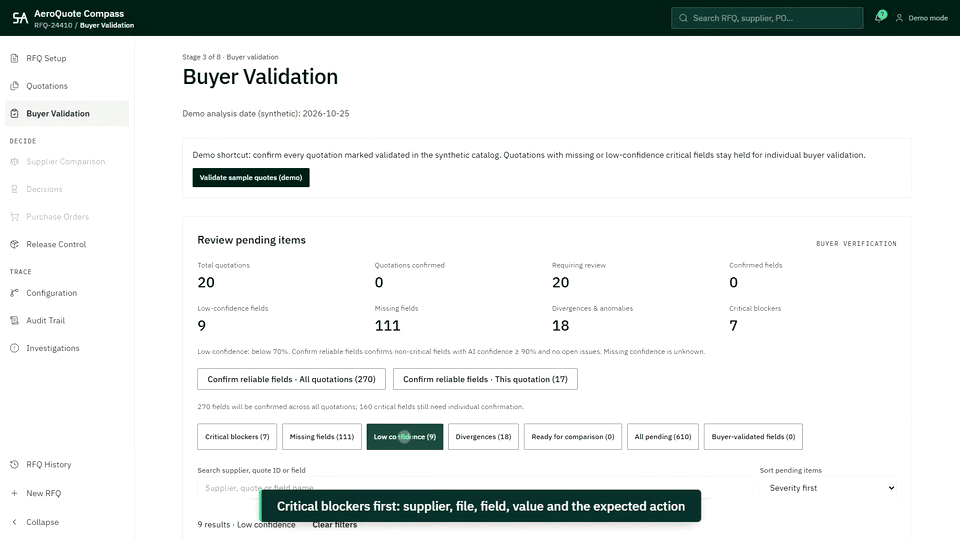 SA AeroQuote Compass
RFQ-24410 / Buyer Validation
Search RFQ, supplier, PO...
7
Demo mode
RFQ Setup
Quotations
Buyer Validation
DECIDE
Supplier Comparison
Decisions
Purchase Orders
Release Control
TRACE
Configuration
Audit Trail
Investigations
RFQ History
New RFQ
Collapse
Stage 3 of 8 · Buyer validation
Buyer Validation
Demo analysis date (synthetic): 2026-10-25
Demo shortcut: confirm every quotation marked validated in the synthetic catalog. Quotations with missing or low-confidence critical fields stay held for individual buyer validation.
Validate sample quotes (demo)
Review pending items
BUYER VERIFICATION
Total quotations
20
Quotations confirmed
0
Requiring review
20
Confirmed fields
0
Low-confidence fields
9
Missing fields
111
Divergences & anomalies
18
Critical blockers
7
Low confidence: below 70%. Confirm reliable fields confirms non-critical fields with AI confidence ≥ 90% and no open issues. Missing confidence is unknown.
Confirm reliable fields · All quotations (270)
Confirm reliable fields · This quotation (17)
270 fields will be confirmed across all quotations; 160 critical fields still need individual confirmation.
Critical blockers (7)
Missing fields (111)
Low confidence (9)
Divergences (18)
Ready for comparison (0)
All pending (610)
Buyer-validated fields (0)
Search supplier, quote ID or field
Supplier, quote or field name
Sort pending items
Severity first
Critical blockers first: supplier, file, field, value and the expected action
9 results · Low confidence
Clear filters